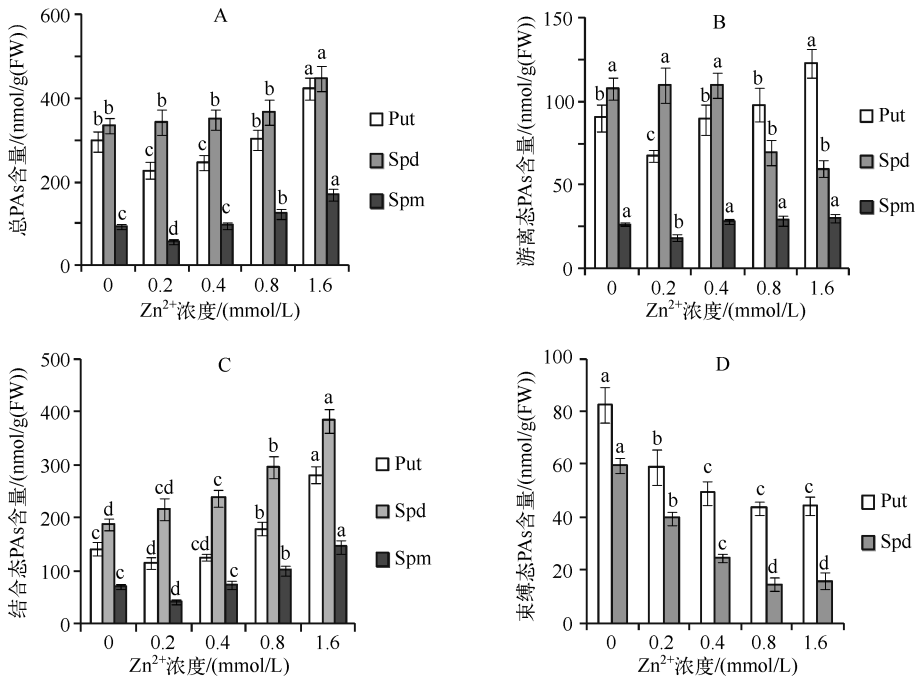 A
总PAs含量/(nmol/g(FW))
600
400
200
0
b b c
c b d
c b c
b b b
a a a
0 0.2 0.4 0.8 1.6
Zn²⁺浓度/(mmol/L)
Put
Spd
Spm
B
游离态PAs含量/(nmol/g(FW))
150
100
50
0
b a a
c a b
b a a
b b a
a b a
0 0.2 0.4 0.8 1.6
Zn²⁺浓度/(mmol/L)
Put
Spd
Spm
C
结合态PAs含量/(nmol/g(FW))
500
400
300
200
100
0
c d c
d cd d
cd c c
b b b
a a a
0 0.2 0.4 0.8 1.6
Zn²⁺浓度/(mmol/L)
Put
Spd
Spm
D
束缚态PAs含量/(nmol/g(FW))
100
80
60
40
20
0
a a
b b
c c
c d
c d
0 0.2 0.4 0.8 1.6
Zn²⁺浓度/(mmol/L)
Put
Spd